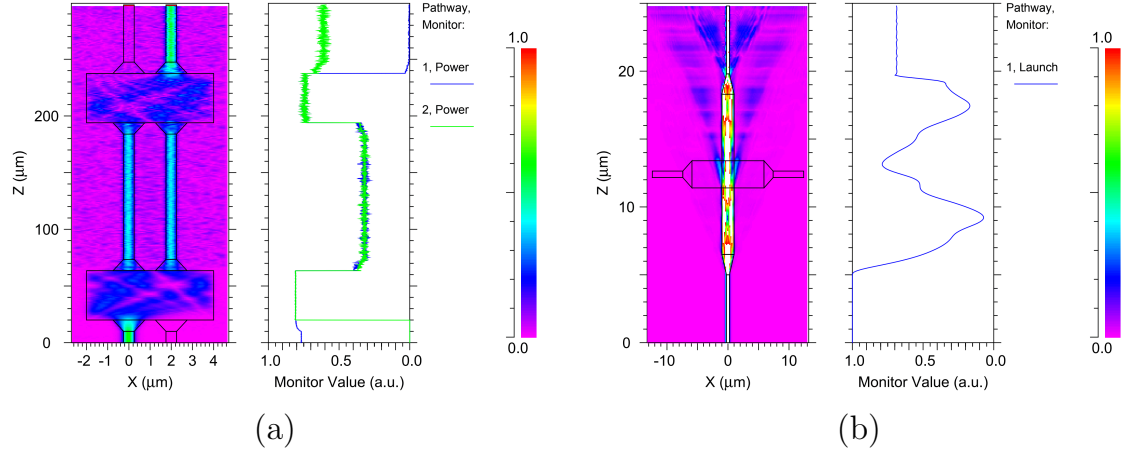 Pathway,
Monitor:
1, Power
2, Power
1.0
0.0
200
100
0
Z (μm)
-2 -1 0 1 2 3 4
X (μm)
1.0 0.5 0.0
Monitor Value (a.u.)
(a)
Pathway,
Monitor:
1, Launch
1.0
0.0
20
10
0
Z (μm)
-10 0 10
X (μm)
1.0 0.5 0.0
Monitor Value (a.u.)
(b)